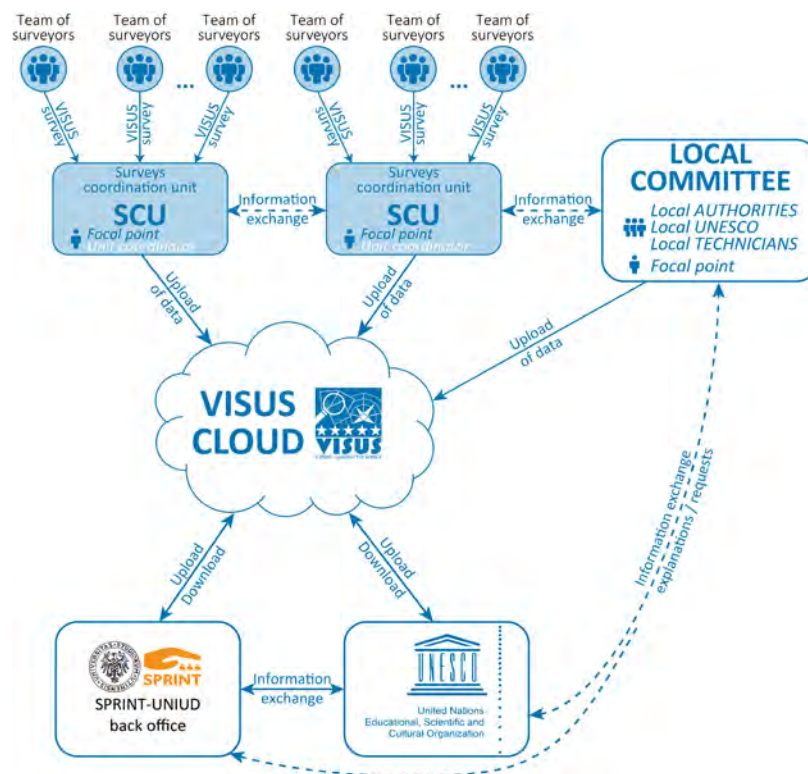 Team of
surveyors
Team of
surveyors
Team of
surveyors
Team of
surveyors
Team of
surveyors
Team of
surveyors
...
...
VISUS
survey
VISUS
survey
VISUS
survey
VISUS
survey
VISUS
survey
VISUS
survey
Surveys
coordination unit
SCU
Focal point
Unit coordinator
Information
exchange
Surveys
coordination unit
SCU
Focal point
Unit coordinator
Information
exchange
LOCAL
COMMITTEE
Local AUTHORITIES
Local UNESCO
Local TECHNICIANS
Focal point
Upload
of data
Upload
of data
Upload
of data
VISUS
CLOUD
VISUS
Information exchange
explanations / requests
Upload
Download
Upload
Download
SPRINT
SPRINT-UNIUD
back office
Information
exchange
UNESCO
United Nations
Educational, Scientific and
Cultural Organization